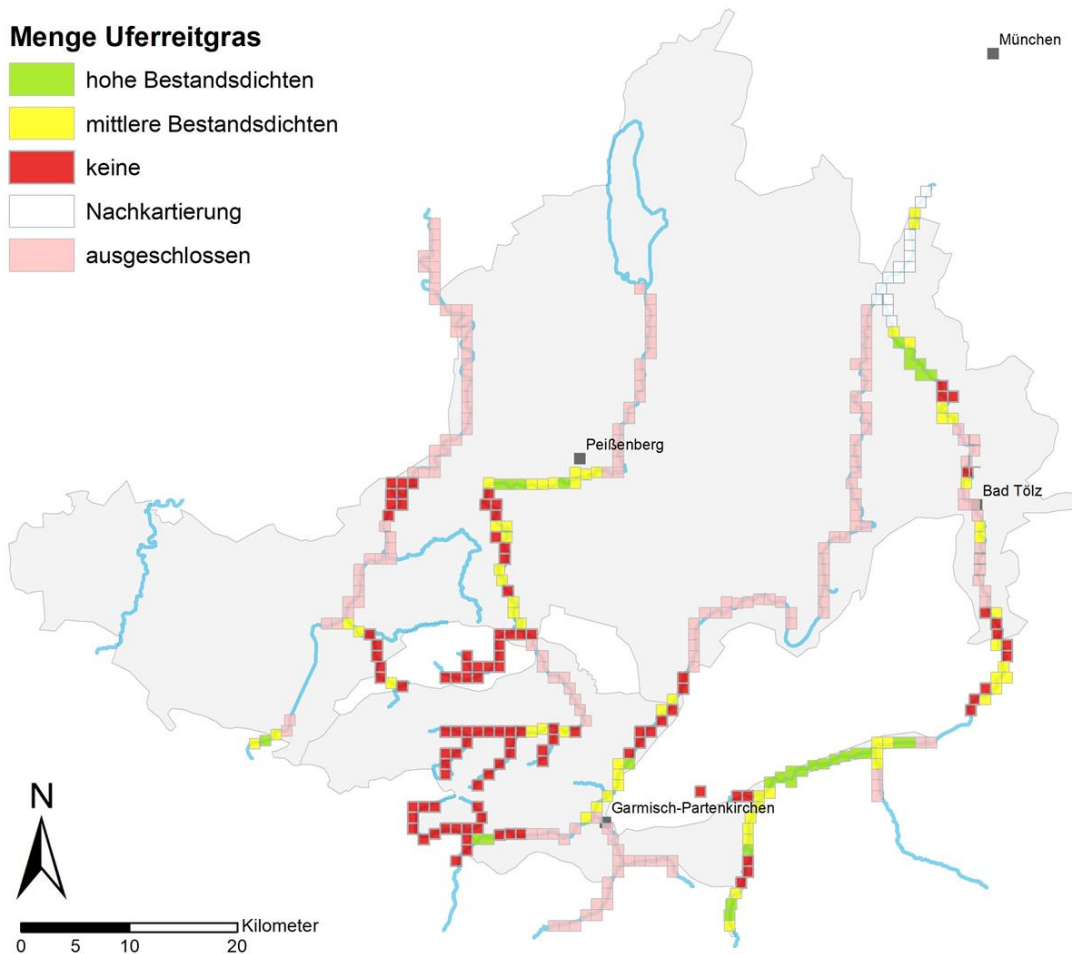 Menge Uferreitgras
hohe Bestandsdichten
mittlere Bestandsdichten
keine
Nachkartierung
ausgeschlossen
München
Peißenberg
Bad Tölz
Garmisch-Partenkirchen
N
Kilometer
0 5 10 20